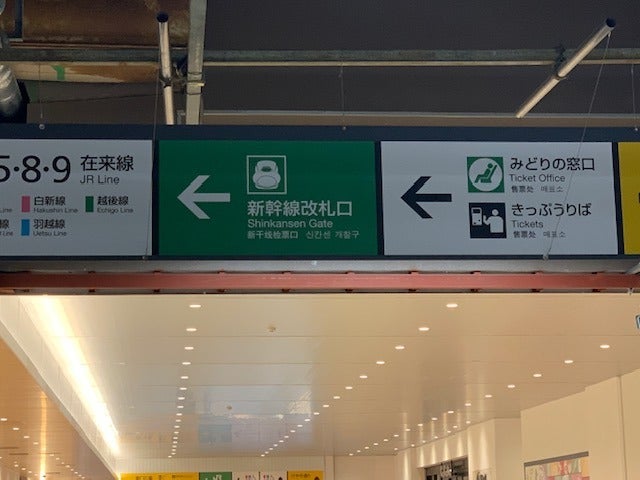 5·8·9 在来線
JR Line
白新線
Hakushin Line
越後線
Echigo Line
線
Line
羽越線
Uetsu Line
新幹線改札口
Shinkansen Gate
新干线检票口 신칸센 개찰구
みどりの窓口
Ticket Office
售票处 매표소
きっぷうりば
Tickets
售票处 매표소